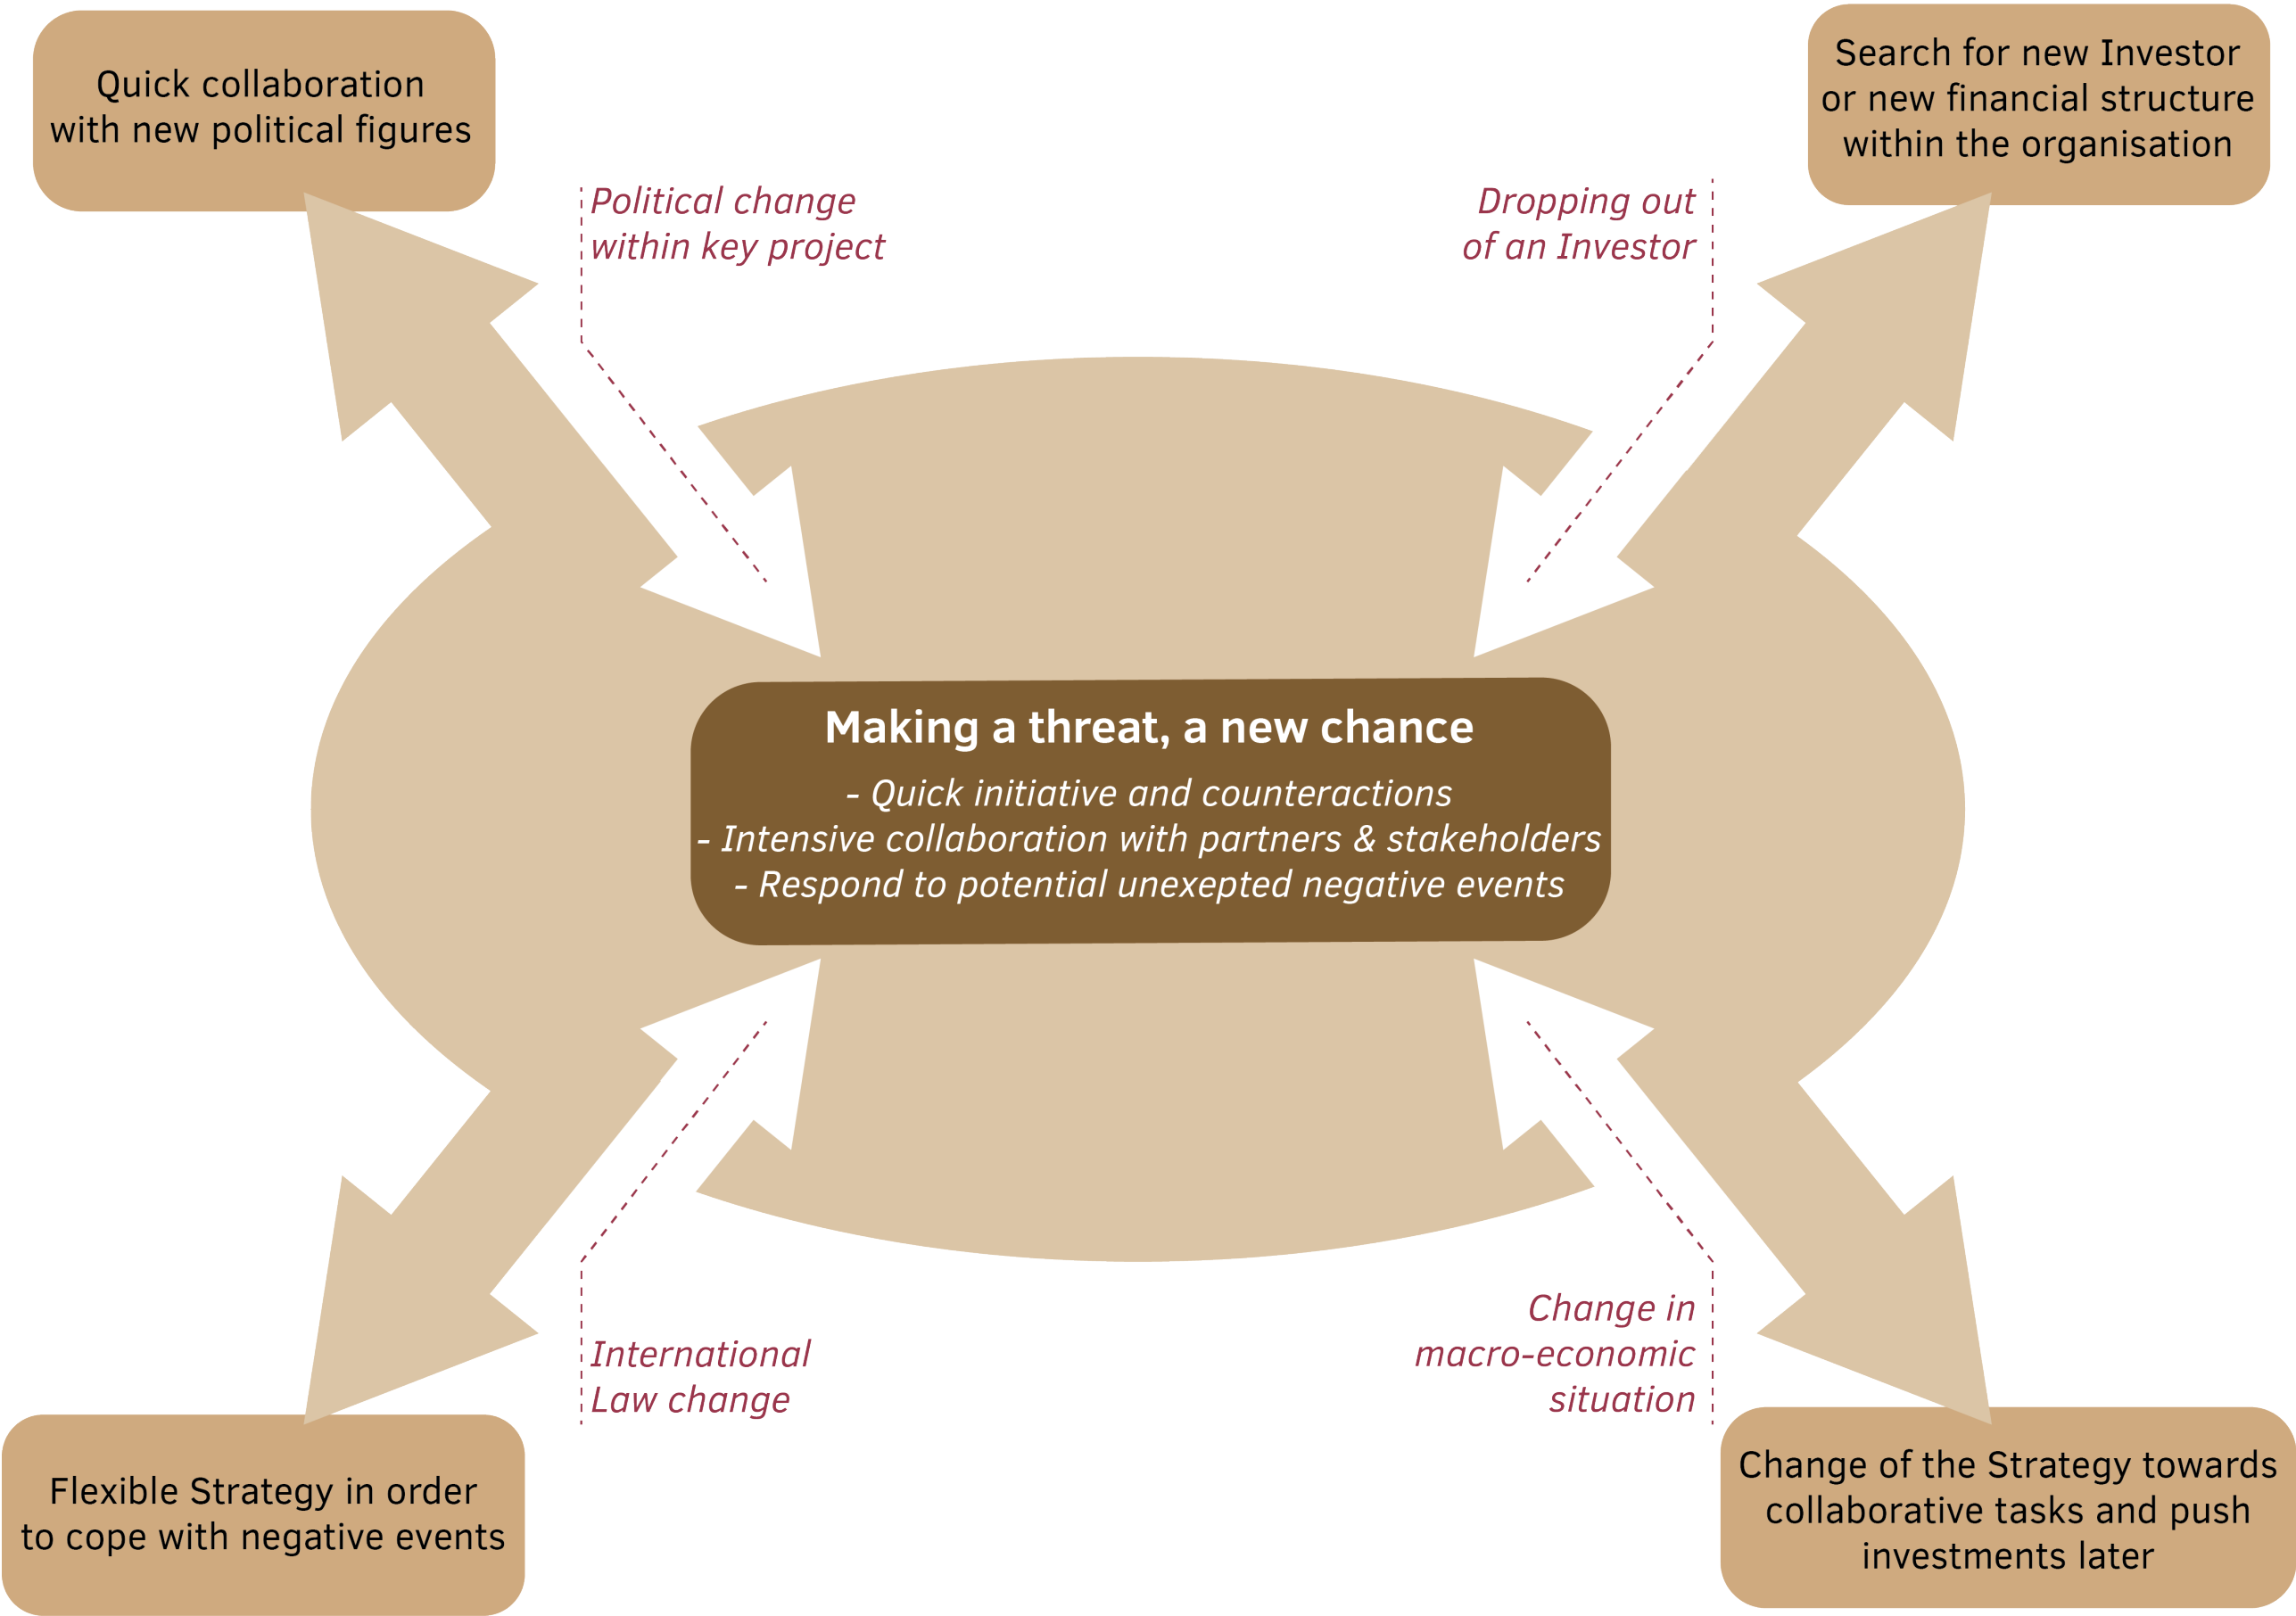 Quick collaboration
with new political figures
Search for new Investor
or new financial structure
within the organisation
Political change
within key project
Dropping out
of an Investor
Making a threat, a new chance
- Quick initiative and counteractions
- Intensive collaboration with partners & stakeholders
- Respond to potential unexepted negative events
International
Law change
Change in
macro-economic
situation
Flexible Strategy in order
to cope with negative events
Change of the Strategy towards
collaborative tasks and push
investments later